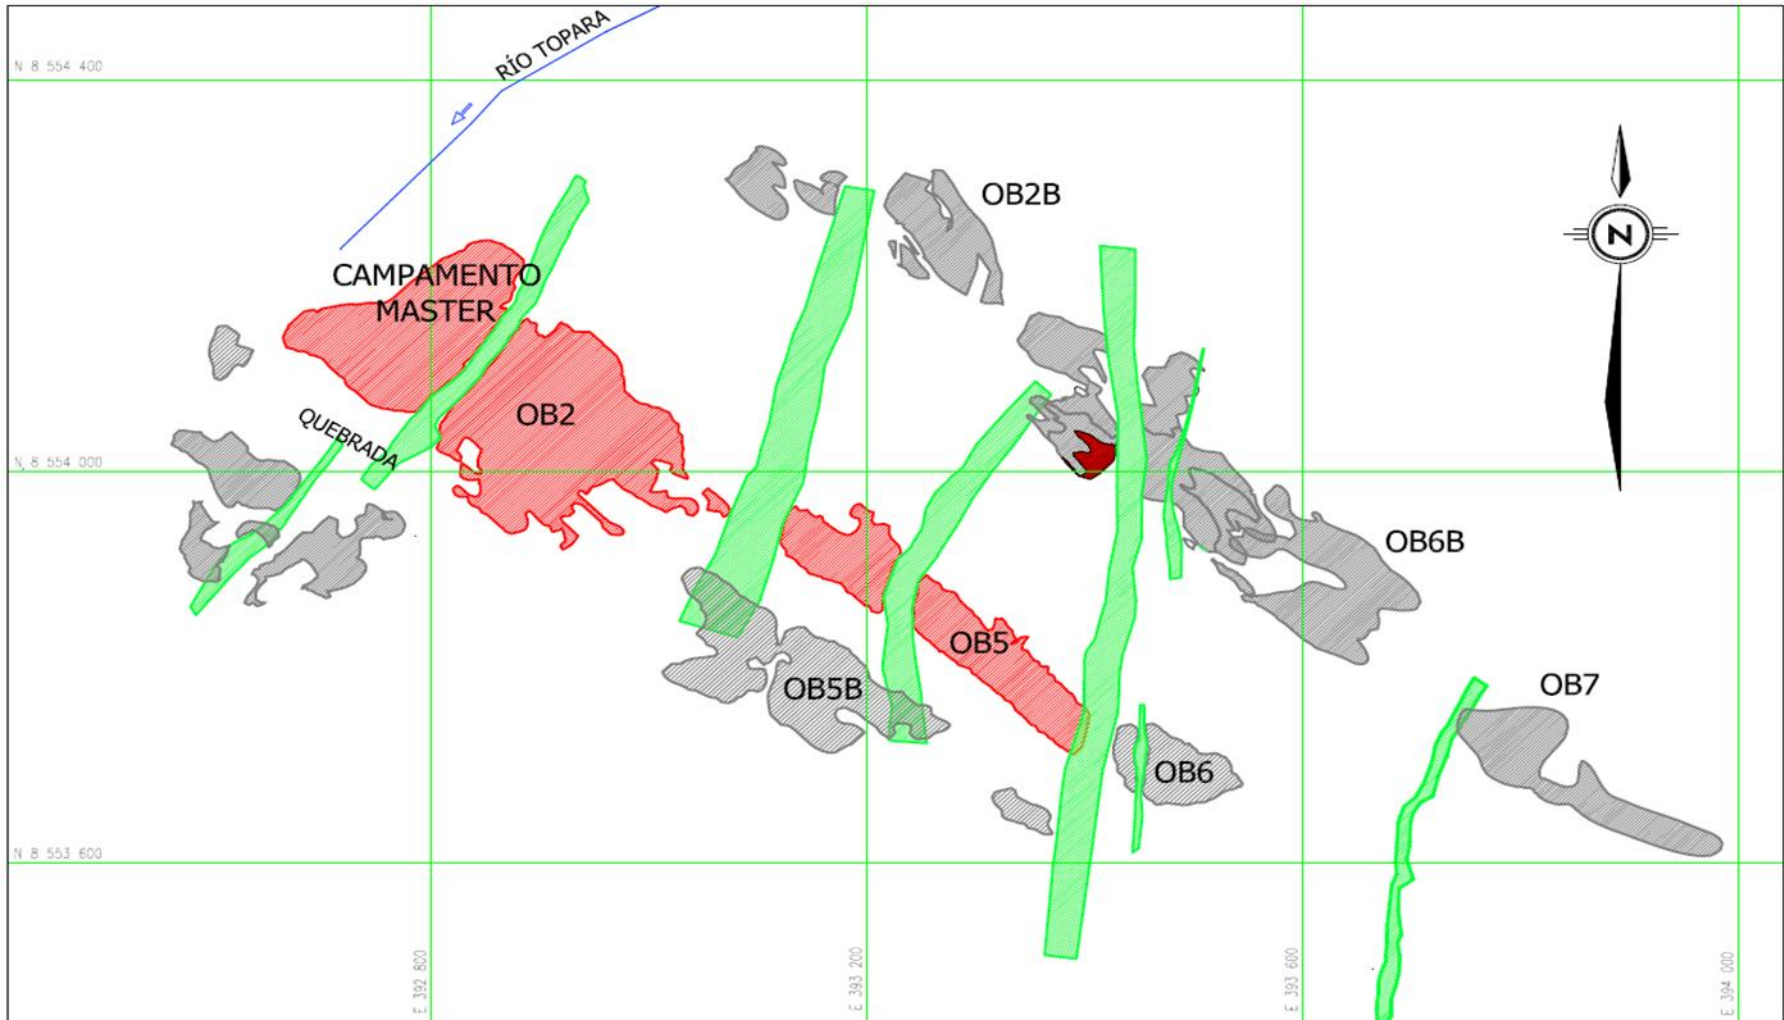 RÍO TOPARA
N 8 554 400
OB2B
CAMPAMENTO
MASTER
OB2
QUEBRADA
N 8 554 000
OB6B
OB5
OB5B
OB7
OB6
N 8 553 600
E 392 800
E 393 200
E 393 600
E 394 000
N